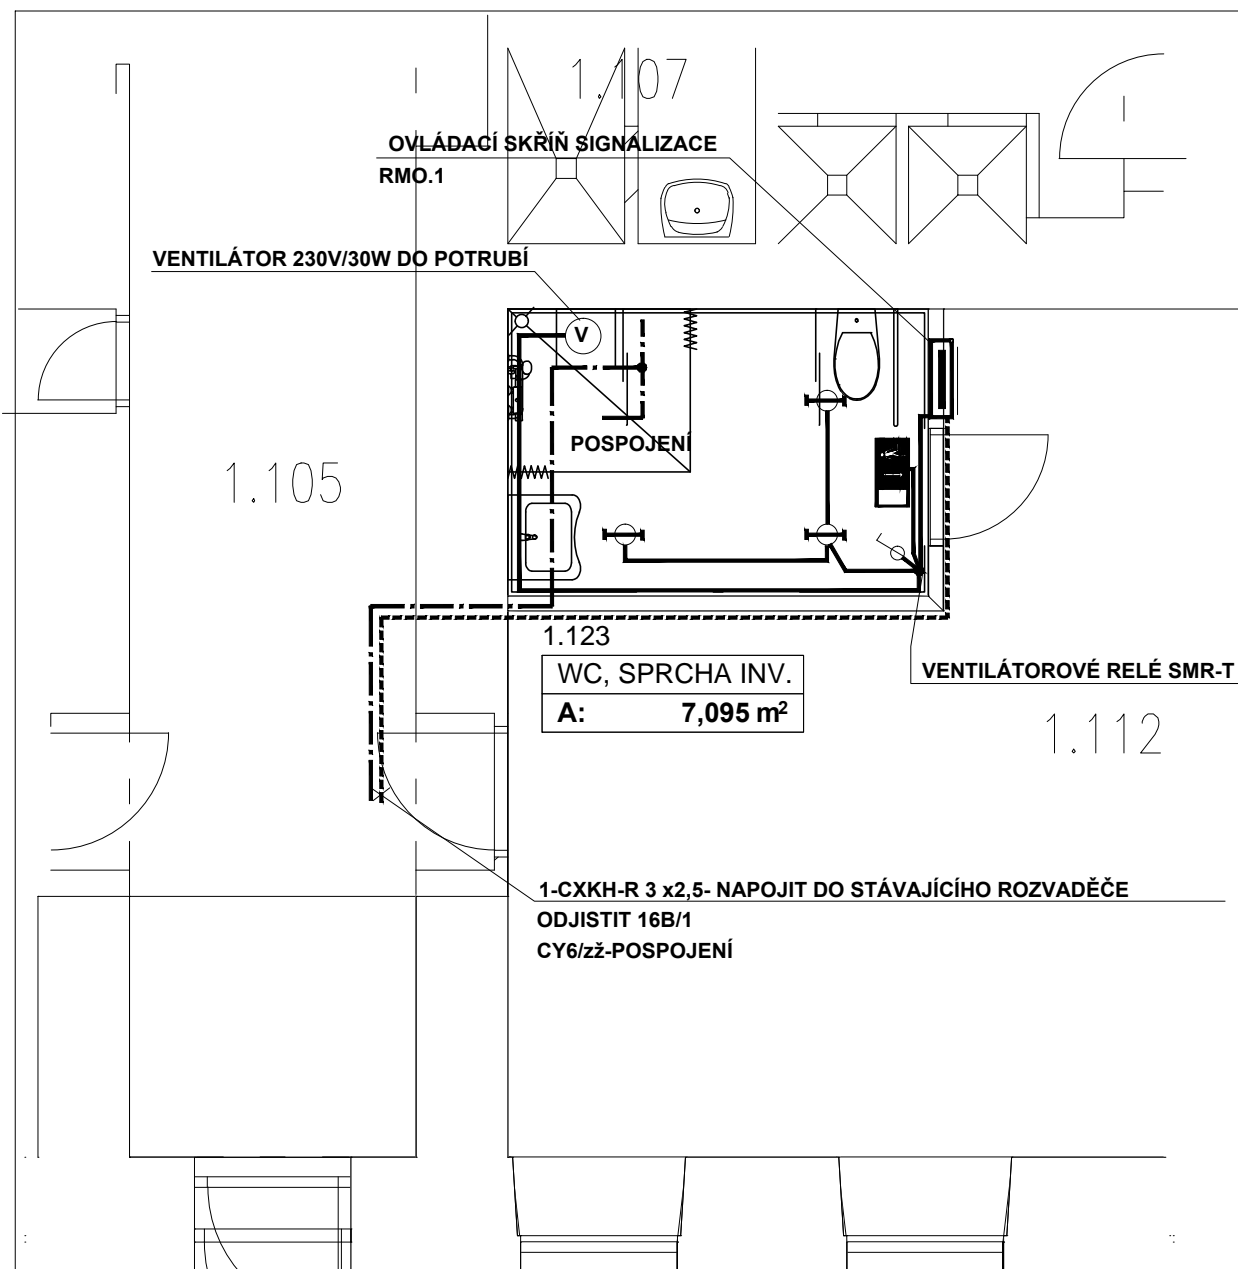 1.107
OVLÁDACÍ SKŘÍŇ SIGNALIZACE
RMO.1
VENTILÁTOR 230V/30W DO POTRUBÍ
V
POSPOJENÍ
1.105
1.123
WC, SPRCHA INV.
A: 7,095 m²
VENTILÁTOROVÉ RELÉ SMR-T
1.112
1-CXKH-R 3 x2,5- NAPOJIT DO STÁVAJÍCÍHO ROZVADĚČE
ODJISTIT 16B/1
CY6/zž-POSPOJENÍ